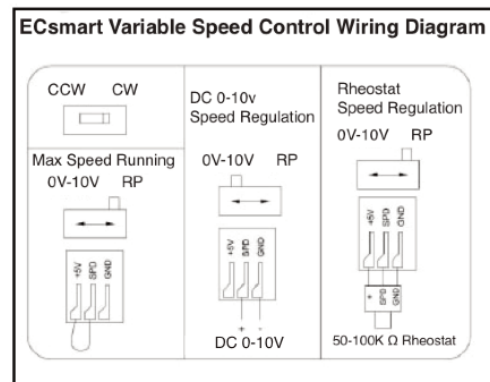 ECsmart Variable Speed Control Wiring Diagram
CCW CW
Max Speed Running
0V-10V RP
+5V SPD GND
DC 0-10v
Speed Regulation
0V-10V RP
+5V SPD GND
+ -
DC 0-10V
Rheostat
Speed Regulation
0V-10V RP
+5V SPD GND
+ SPD GND
50-100K Ω Rheostat